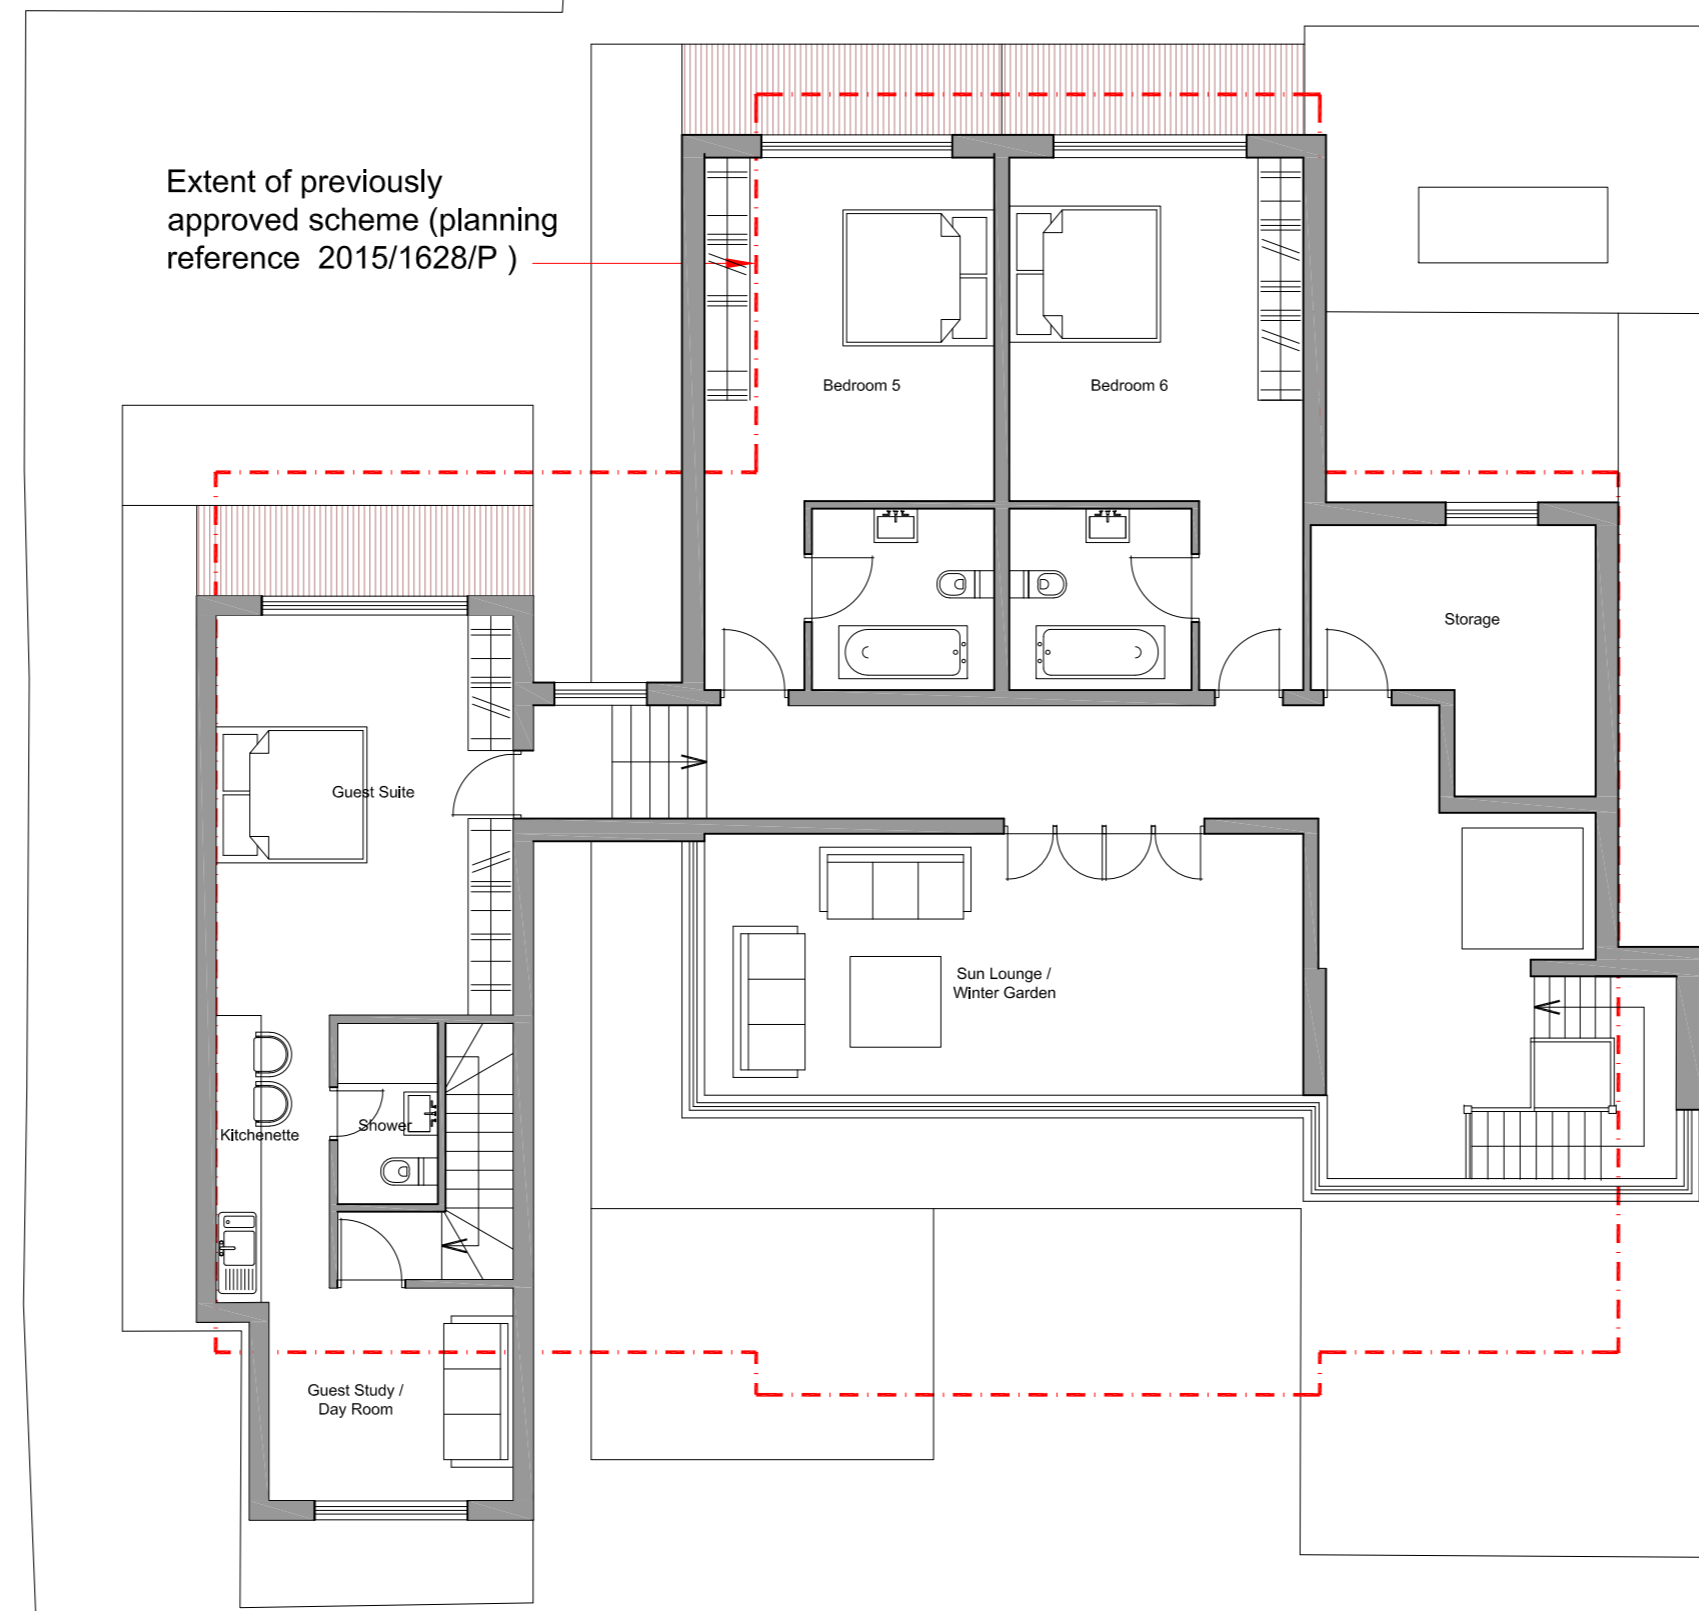 Extent of previously
approved scheme (planning
reference 2015/1628/P )
Bedroom 5
Bedroom 6
Storage
Guest Suite
Sun Lounge /
Winter Garden
Kitchenette
Shower
Guest Study /
Day Room